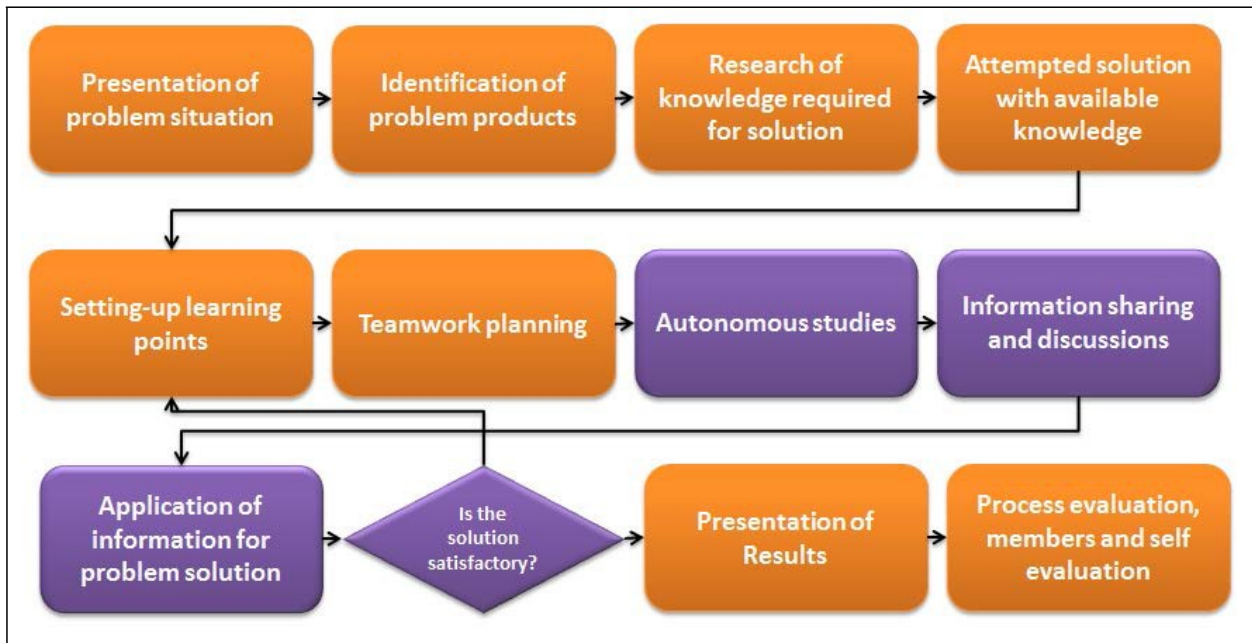 Presentation of
problem situation
Identification of
problem products
Research of
knowledge required
for solution
Attempted solution
with available
knowledge
Setting-up learning
points
Teamwork planning
Autonomous studies
Information sharing
and discussions
Application of
information for
problem solution
Is the
solution
satisfactory?
Presentation of
Results
Process evaluation,
members and self
evaluation